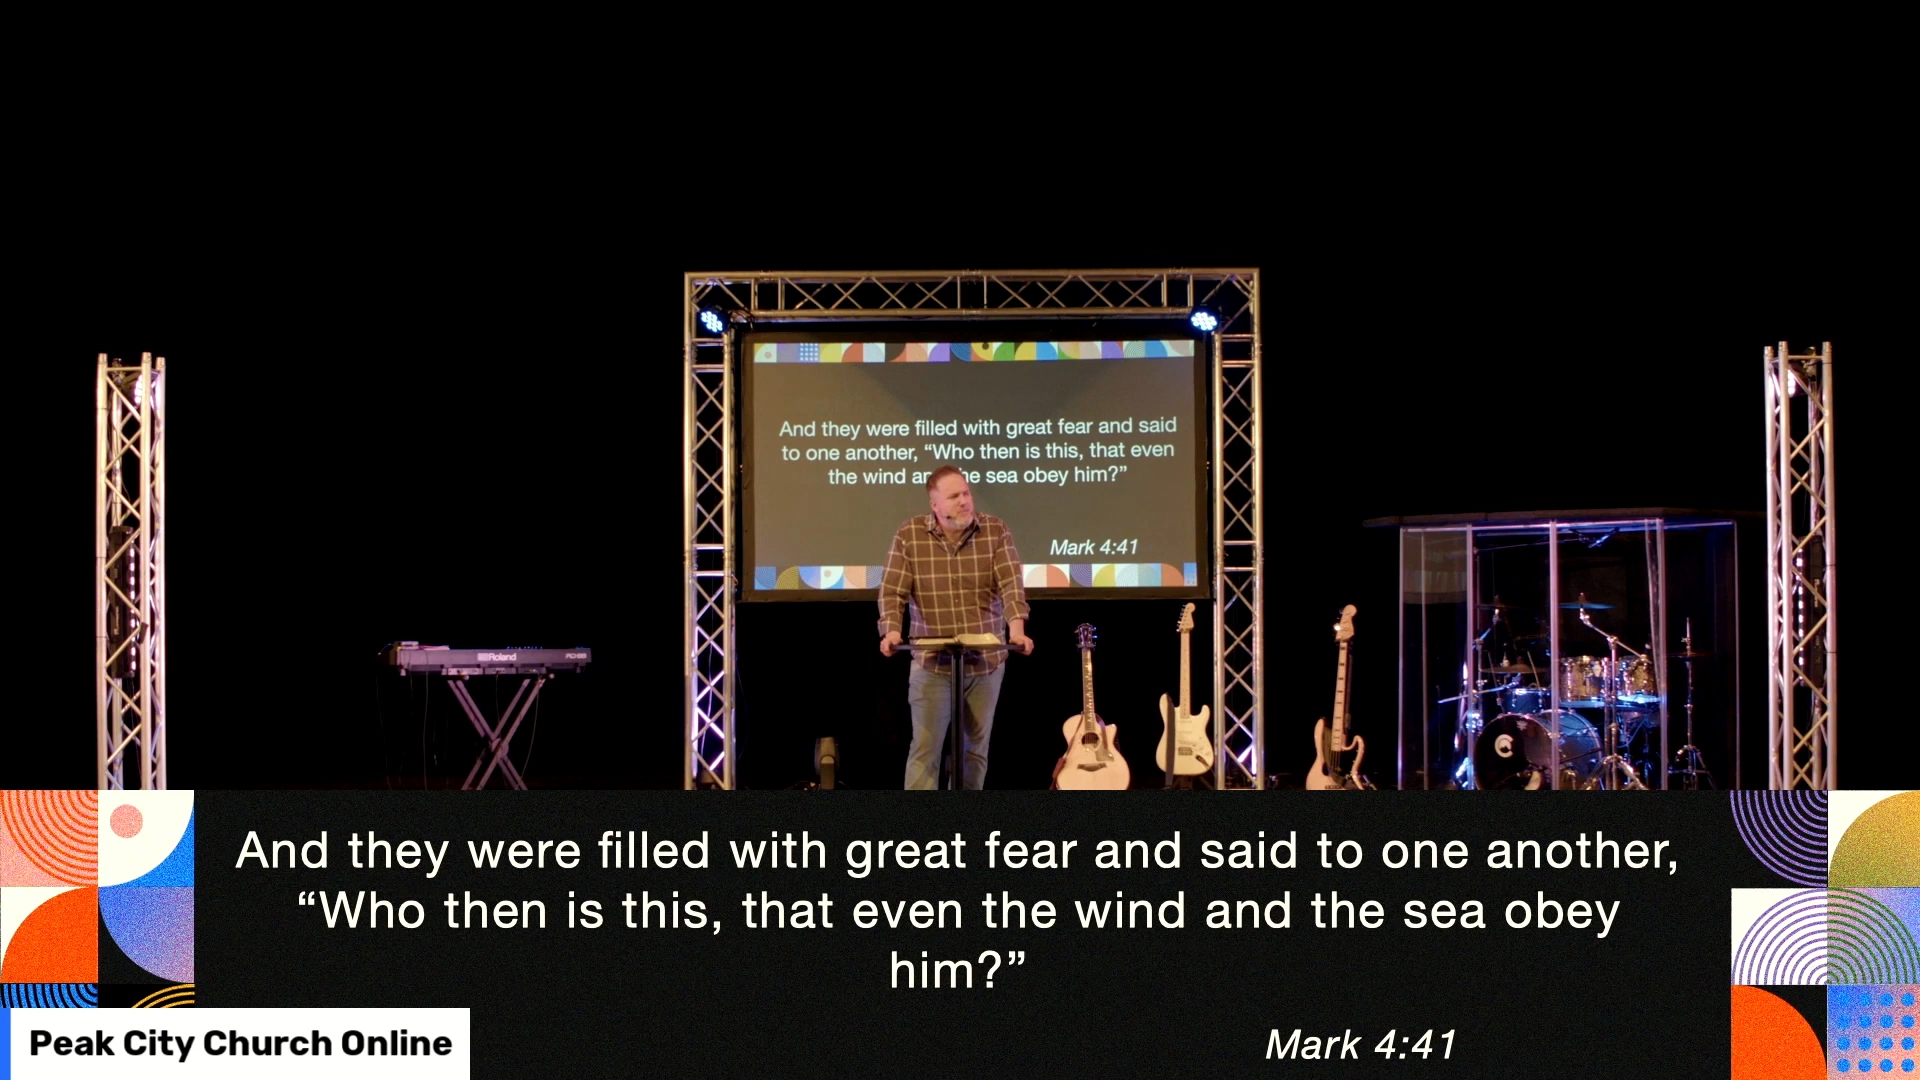 And they were filled with great fear and said
to one another, “Who then is this, that even
the wind an he sea obey him?”
Mark 4:41
Roland
And they were filled with great fear and said to one another,
“Who then is this, that even the wind and the sea obey
him?”
Mark 4:41
Peak City Church Online